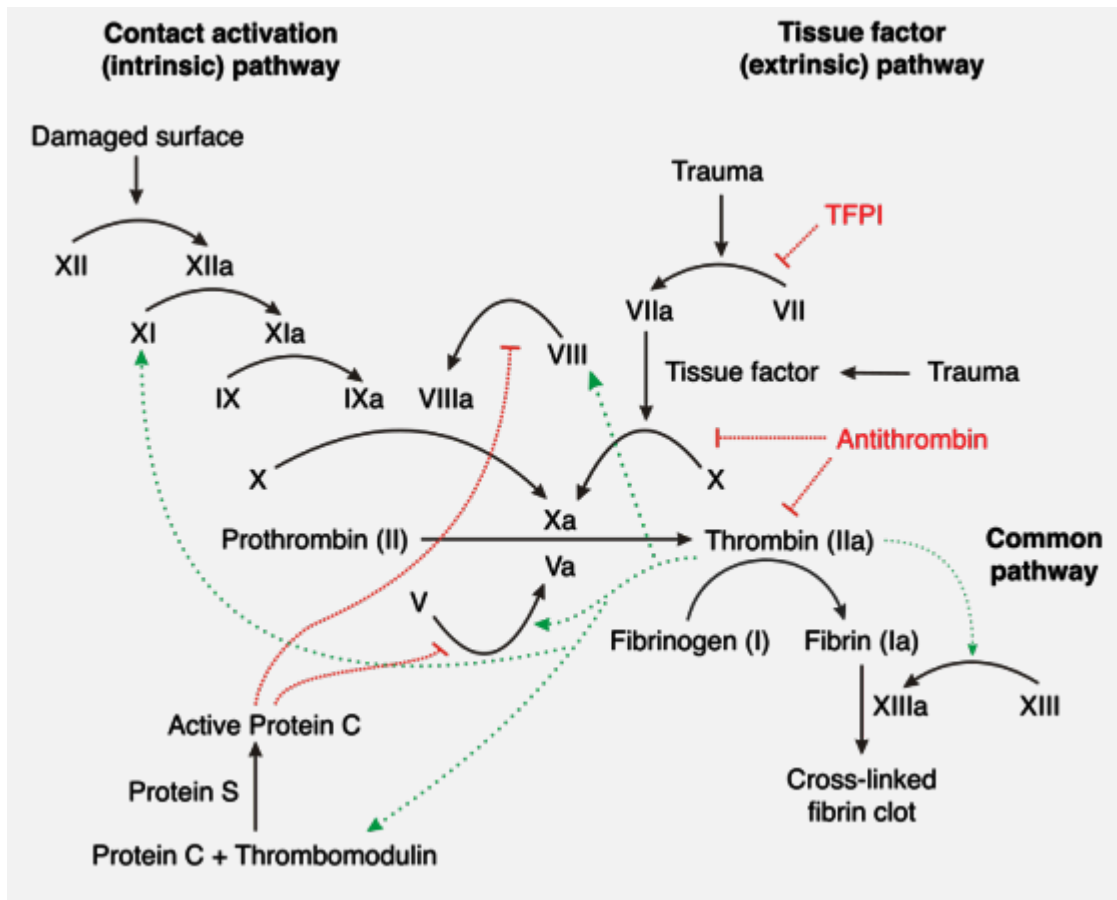 Contact activation
(intrinsic) pathway
Tissue factor
(extrinsic) pathway
Damaged surface
Trauma
TFPI
XII
XIIa
VIIa
VII
XI
XIa
VIII
Tissue factor
Trauma
IX
IXa
VIIIa
Antithrombin
X
X
Xa
Prothrombin (II)
Thrombin (IIa)
Common
pathway
Va
V
Fibrinogen (I)
Fibrin (Ia)
XIIIa
XIII
Active Protein C
Cross-linked
fibrin clot
Protein S
Protein C + Thrombomodulin